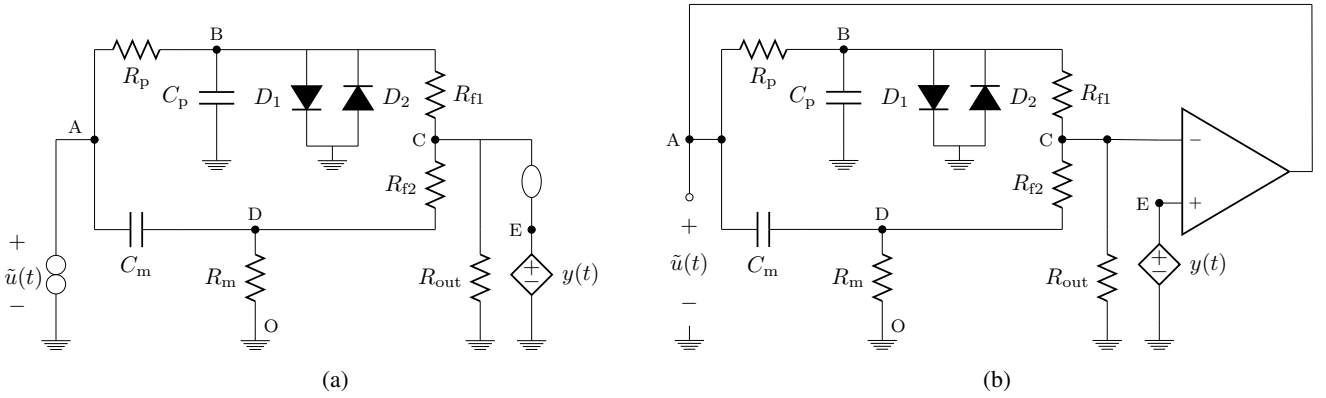 B
R_p
C_p
D_1
D_2
R_f1
A
C
R_f2
E
D
+
ũ(t)
−
C_m
R_m
O
R_out
+
−
y(t)
(a)
B
R_p
C_p
D_1
D_2
R_f1
A
C
−
R_f2
E
+
D
+
ũ(t)
−
C_m
R_m
O
R_out
+
−
y(t)
(b)